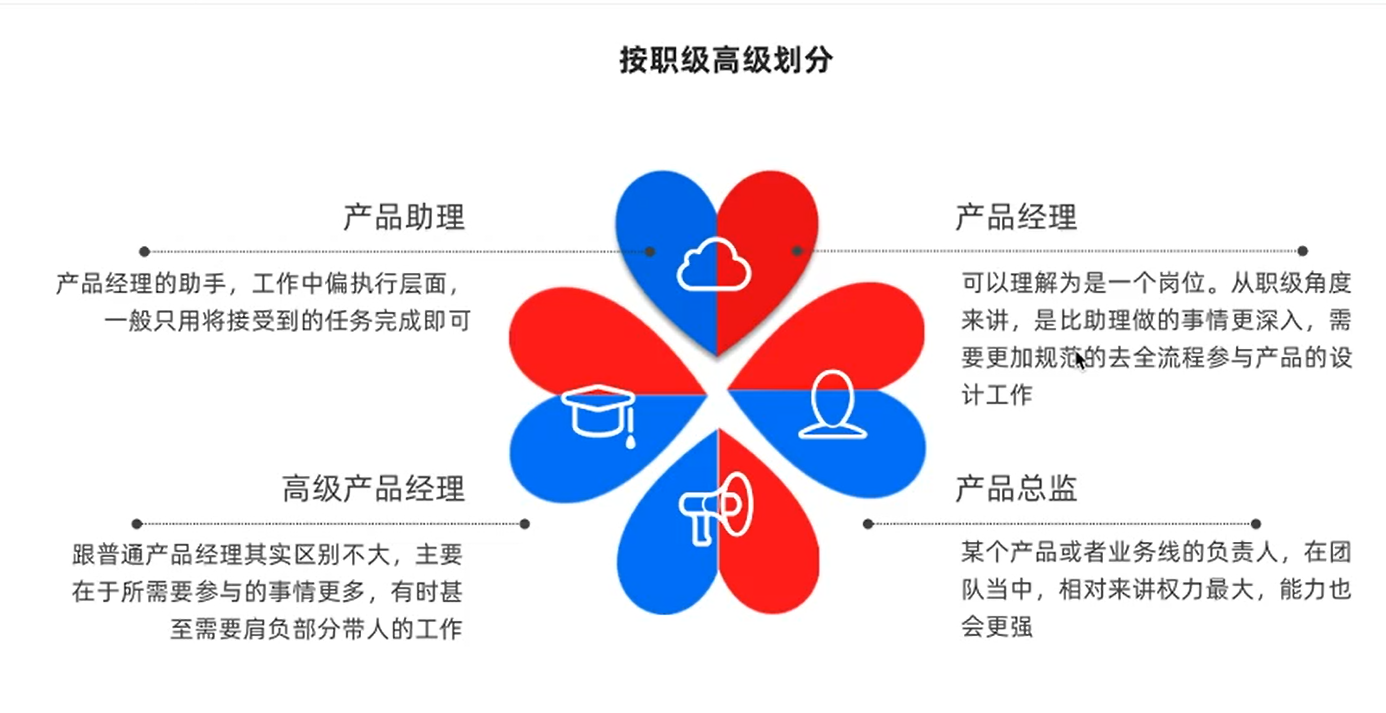 按职级高级划分
产品助理
产品经理的助手，工作中偏执行层面，
一般只用将接受到的任务完成即可
产品经理
可以理解为是一个岗位。从职级角度
来讲，是比助理做的事情更深入，需
要更加规范的去全流程参与产品的设
计工作
高级产品经理
跟普通产品经理其实区别不大，主要
在于所需要参与的事情更多，有时甚
至需要肩负部分带人的工作
产品总监
某个产品或者业务线的负责人，在团
队当中，相对来讲权力最大，能力也
会更强